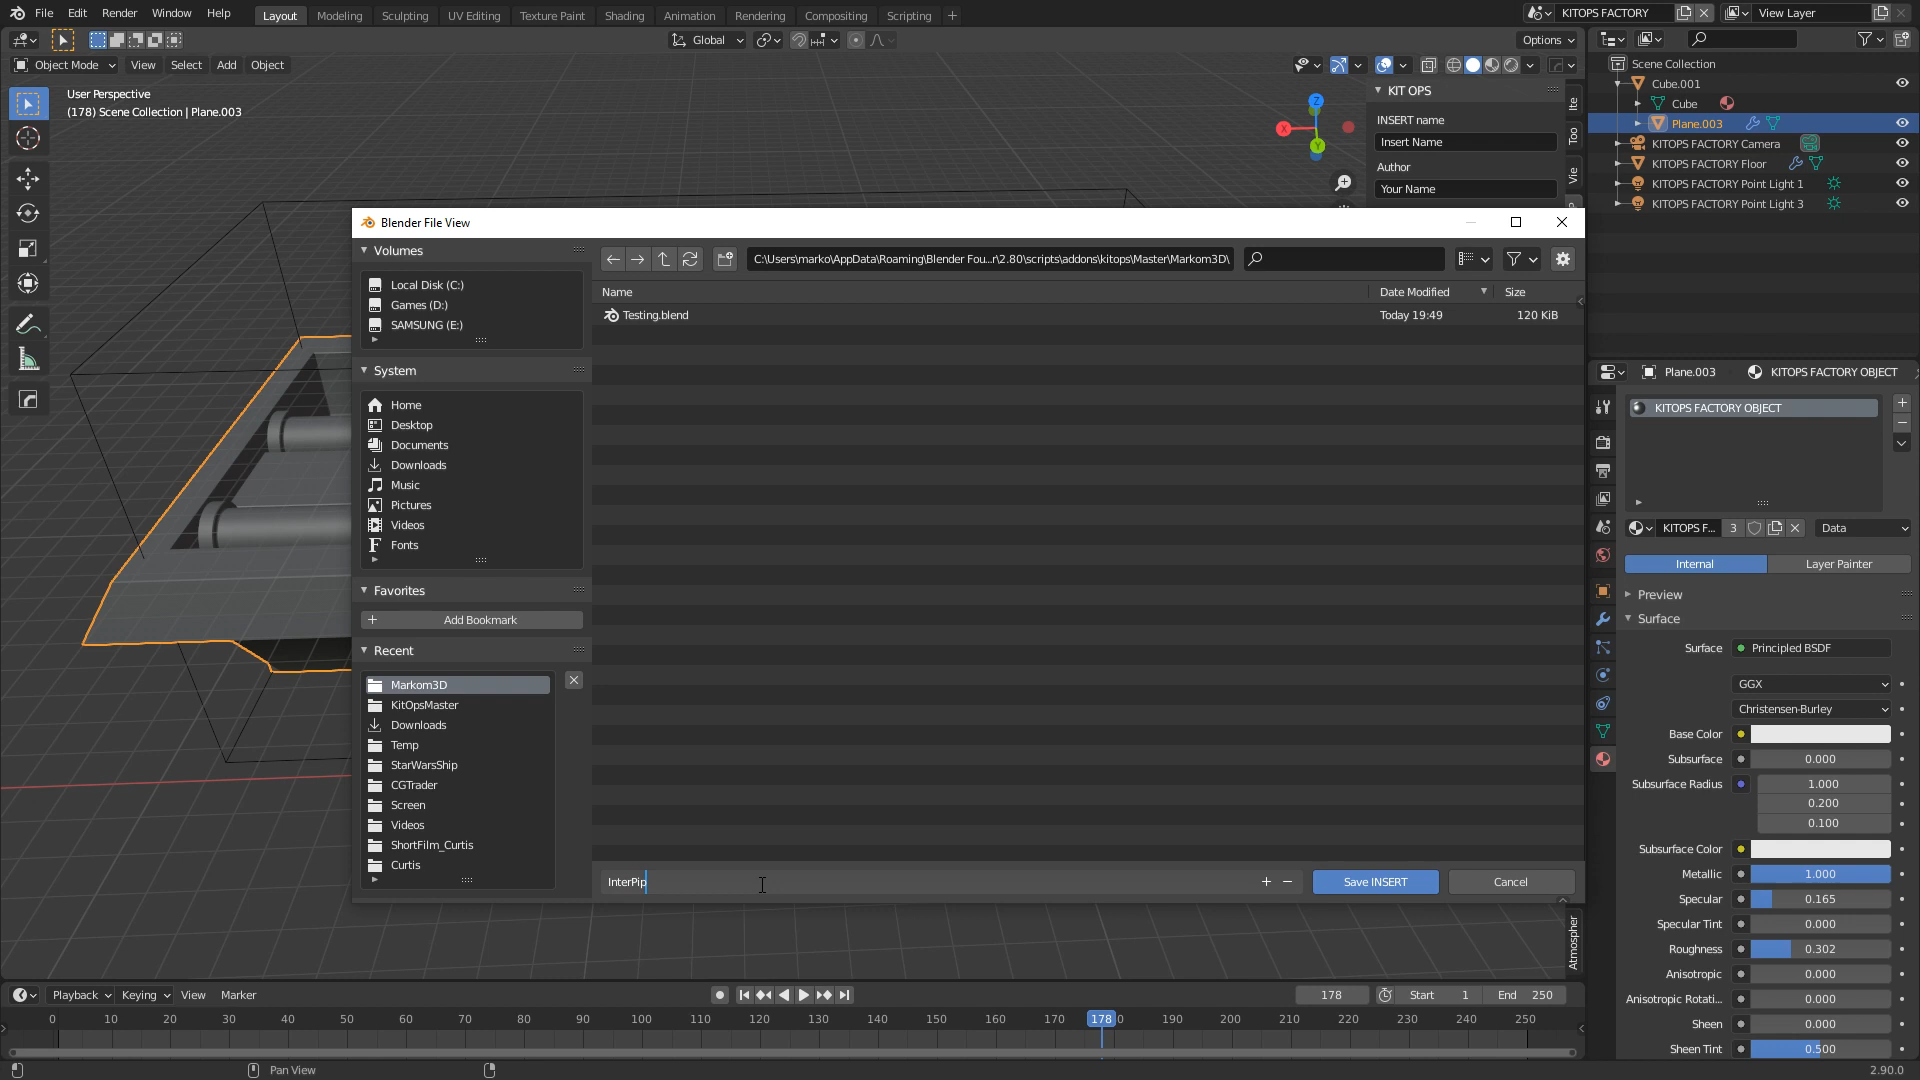 File Edit Render Window Help Layout Modeling Sculpting UV Editing Texture Paint Shading Animation Rendering Compositing Scripting + KITOPS FACTORY View Layer
Global Options
Object Mode View Select Add Object
User Perspective
(178) Scene Collection | Plane.003
Z
X
Y
KIT OPS
INSERT name
Insert Name
Author
Your Name
Ite
Too
Vie
Scene Collection
Cube.001
Cube
Plane.003
KITOPS FACTORY Camera
KITOPS FACTORY Floor
KITOPS FACTORY Point Light 1
KITOPS FACTORY Point Light 3
Blender File View
Volumes
Local Disk (C:)
Games (D:)
SAMSUNG (E:)
System
Home
Desktop
Documents
Downloads
Music
Pictures
Videos
Fonts
Favorites
Add Bookmark
Recent
Markom3D
KitOpsMaster
Downloads
Temp
StarWarsShip
CGTrader
Screen
Videos
ShortFilm_Curtis
Curtis
C:\Users\marko\AppData\Roaming\Blender Fou...r\2.80\scripts\addons\kitops\Master\Markom3D\
Name Date Modified Size
Testing.blend Today 19:49 120 KiB
InterPip + − Save INSERT Cancel
Plane.003 KITOPS FACTORY OBJECT
KITOPS FACTORY OBJECT
KITOPS F... 3 Data
Internal Layer Painter
Preview
Surface
Surface Principled BSDF
GGX
Christensen-Burley
Base Color
Subsurface 0.000
Subsurface Radius 1.000
0.200
0.100
Subsurface Color
Metallic 1.000
Specular 0.165
Specular Tint 0.000
Roughness 0.302
Anisotropic 0.000
Anisotropic Rotati... 0.000
Sheen 0.000
Sheen Tint 0.500
Atmospher
Playback Keying View Marker 178 Start 1 End 250
0 10 20 30 40 50 60 70 80 90 100 110 120 130 140 150 160 170 178 0 190 200 210 220 230 240 250
Pan View 2.90.0